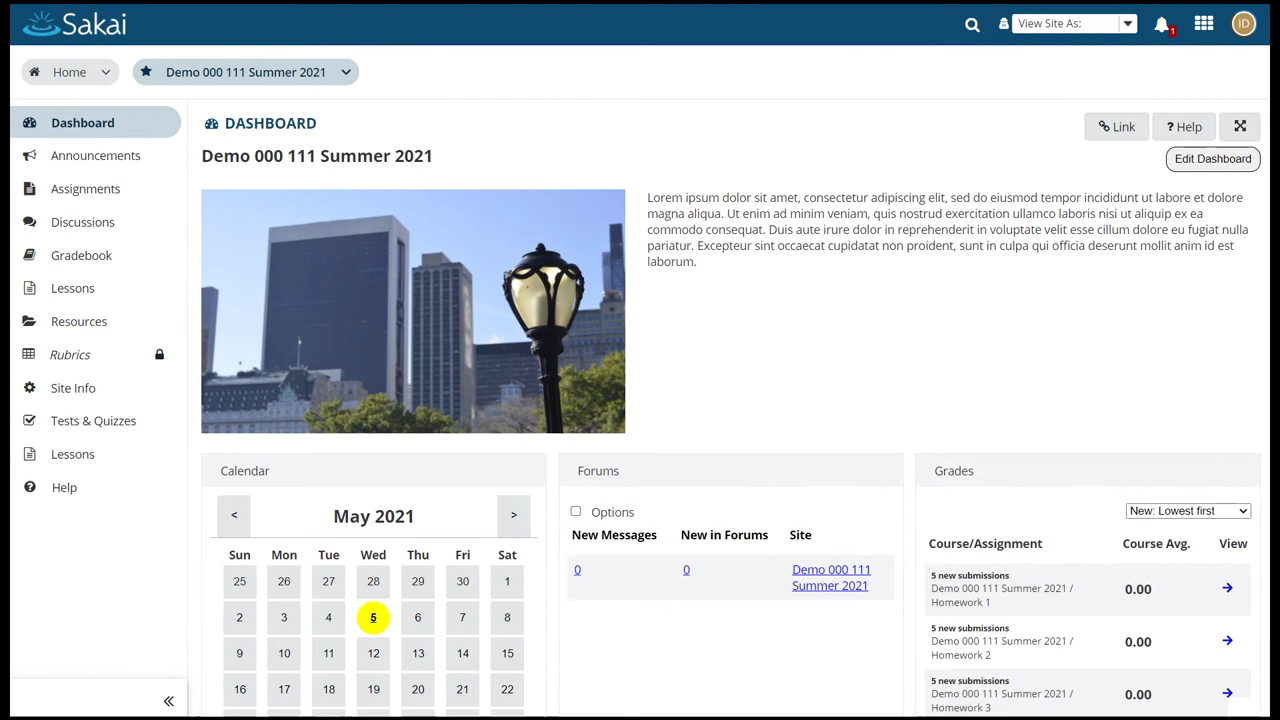 Sakai
View Site As:
1
ID
Home
Demo 000 111 Summer 2021
Dashboard
Announcements
Assignments
Discussions
Gradebook
Lessons
Resources
Rubrics
Site Info
Tests & Quizzes
Lessons
Help
DASHBOARD
Link
? Help
Demo 000 111 Summer 2021
Edit Dashboard
Lorem ipsum dolor sit amet, consectetur adipiscing elit, sed do eiusmod tempor incididunt ut labore et dolore
magna aliqua. Ut enim ad minim veniam, quis nostrud exercitation ullamco laboris nisi ut aliquip ex ea
commodo consequat. Duis aute irure dolor in reprehenderit in voluptate velit esse cillum dolore eu fugiat nulla
pariatur. Excepteur sint occaecat cupidatat non proident, sunt in culpa qui officia deserunt mollit anim id est
laborum.
Calendar
< May 2021 >
Sun Mon Tue Wed Thu Fri Sat
25 26 27 28 29 30 1
2 3 4 5 6 7 8
9 10 11 12 13 14 15
16 17 18 19 20 21 22
Forums
Options
New Messages New in Forums Site
0 0 Demo 000 111
Summer 2021
Grades
New: Lowest first
Course/Assignment Course Avg. View
5 new submissions
Demo 000 111 Summer 2021 /
Homework 1
0.00
5 new submissions
Demo 000 111 Summer 2021 /
Homework 2
0.00
5 new submissions
Demo 000 111 Summer 2021 /
Homework 3
0.00